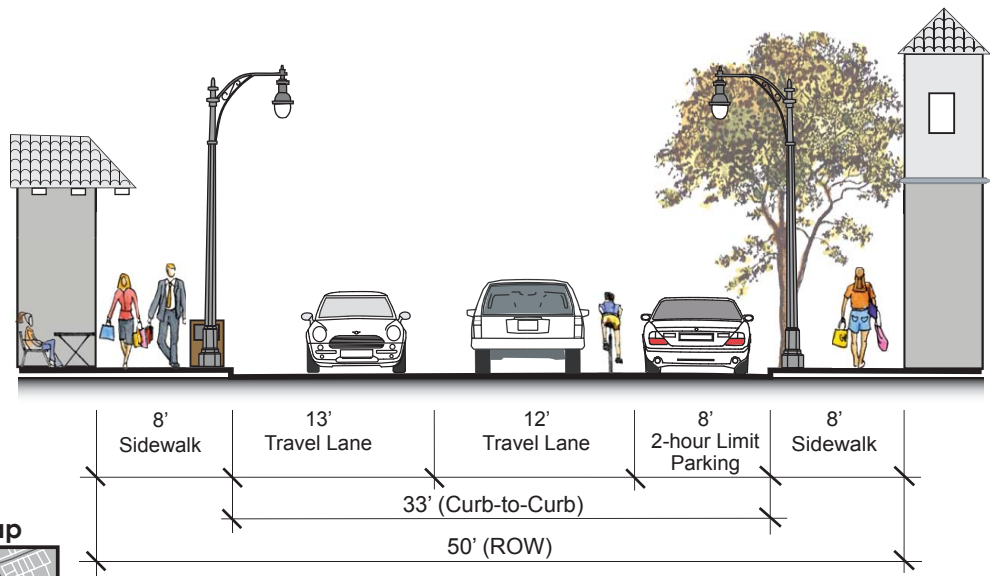 8’
Sidewalk
13’
Travel Lane
12’
Travel Lane
8’
2-hour Limit
Parking
8’
Sidewalk
33’ (Curb-to-Curb)
50’ (ROW)